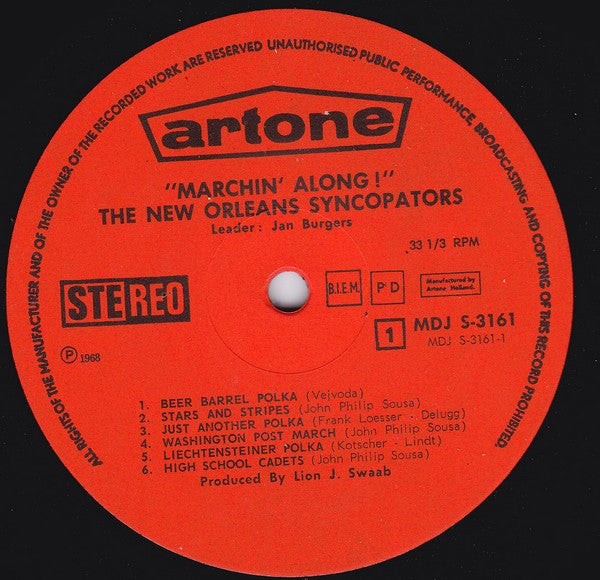 ALL RIGHTS OF THE MANUFACTURER AND OF THE OWNER OF THE RECORDED WORK ARE RESERVED UNAUTHORISED PUBLIC PERFORMANCE, BROADCASTING AND COPYING OF THIS RECORD PROHIBITED.
artone
"MARCHIN' ALONG!"
THE NEW ORLEANS SYNCOPATORS
Leader: Jan Burgers
33 1/3 RPM
STEREO
B.I.E.M.
P D
Manufactured by
Artone Holland.
1
MDJ S-3161
MDJ S-3161-1
Ⓟ 1968
1. BEER BARREL POLKA (Vejvoda)
2. STARS AND STRIPES (John Philip Sousa)
3. JUST ANOTHER POLKA (Frank Loesser - Delugg)
4. WASHINGTON POST MARCH (John Philip Sousa)
5. LIECHTENSTEINER POLKA (Kotscher - Lindt)
6. HIGH SCHOOL CADETS (John Philip Sousa)
Produced By Lion J. Swaab